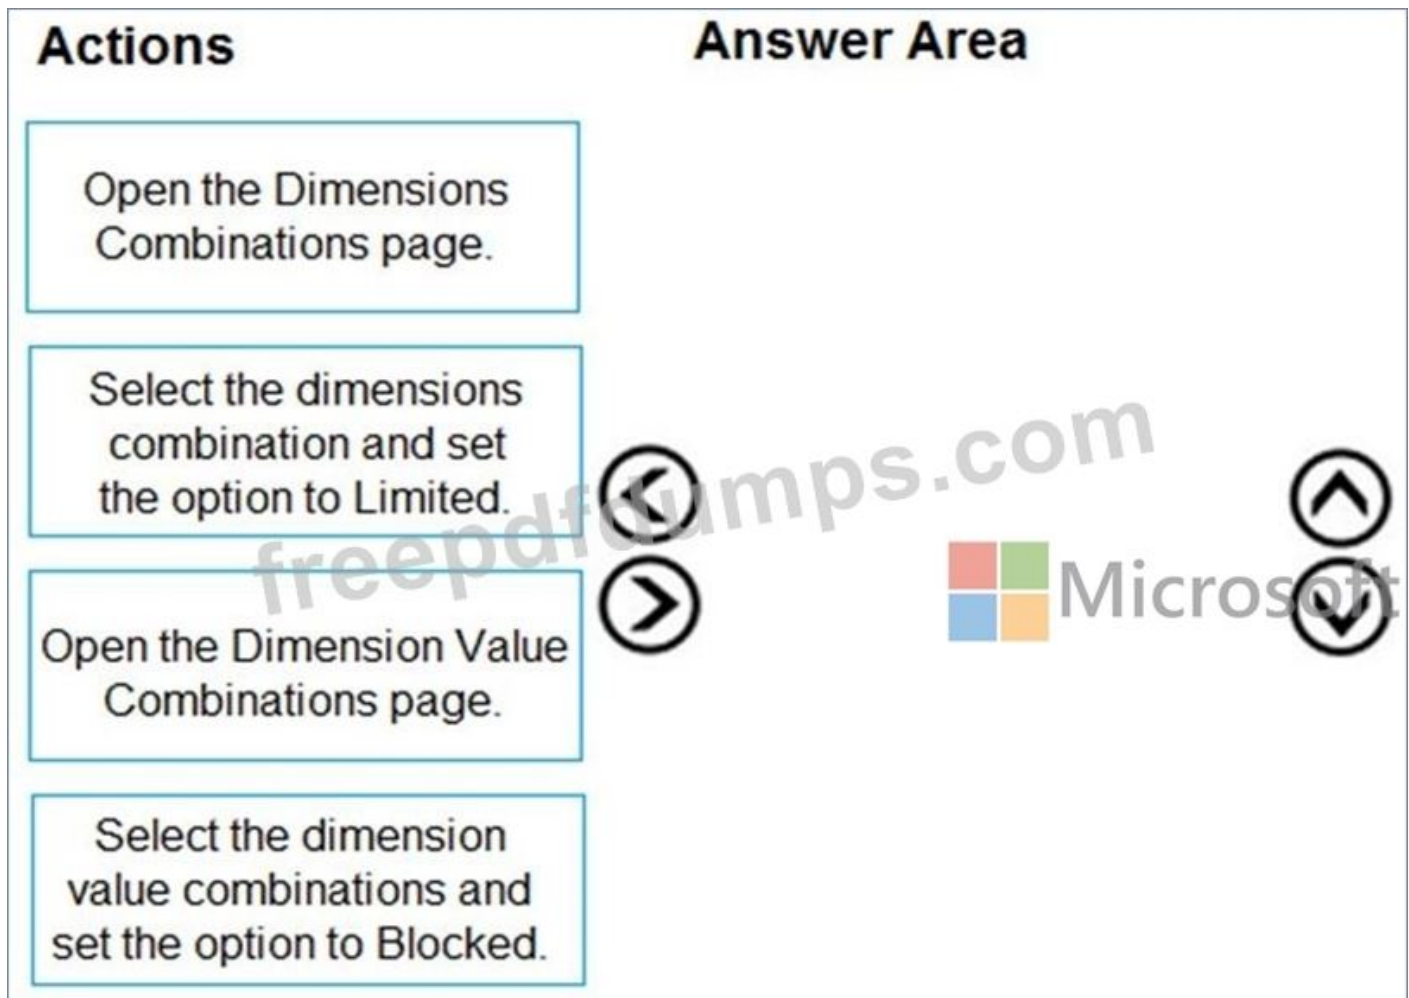 Actions
Answer Area
Open the Dimensions
Combinations page.
Select the dimensions
combination and set
the option to Limited.
Open the Dimension Value
Combinations page.
Select the dimension
value combinations and
set the option to Blocked.
freepdfdumps.com
Microsoft